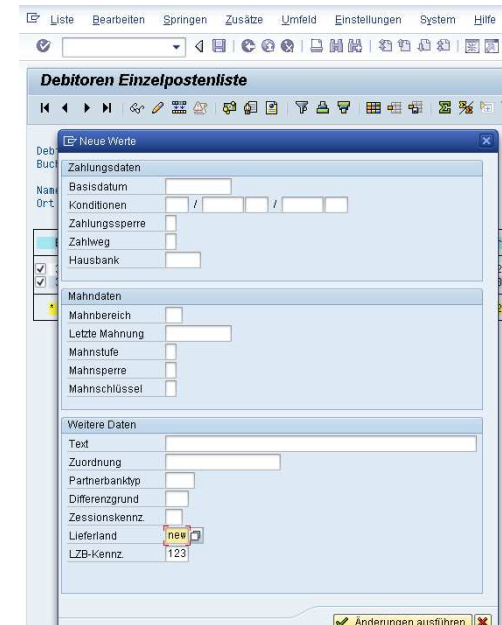 Liste Bearbeiten Springen Zusätze Umfeld Einstellungen System Hilfe
Debitoren Einzelpostenliste
Neue Werte
Name
Ort
Zahlungsdaten
Basisdatum
Konditionen / /
Zahlungssperre
Zahlweg
Hausbank
Mahndaten
Mahnbereich
Letzte Mahnung
Mahnstufe
Mahnsperre
Mahnschlüssel
Weitere Daten
Text
Zuordnung
Partnerbanktyp
Differenzgrund
Zessionskennz.
Lieferland new
LZB-Kennz. 123
Änderungen ausführen